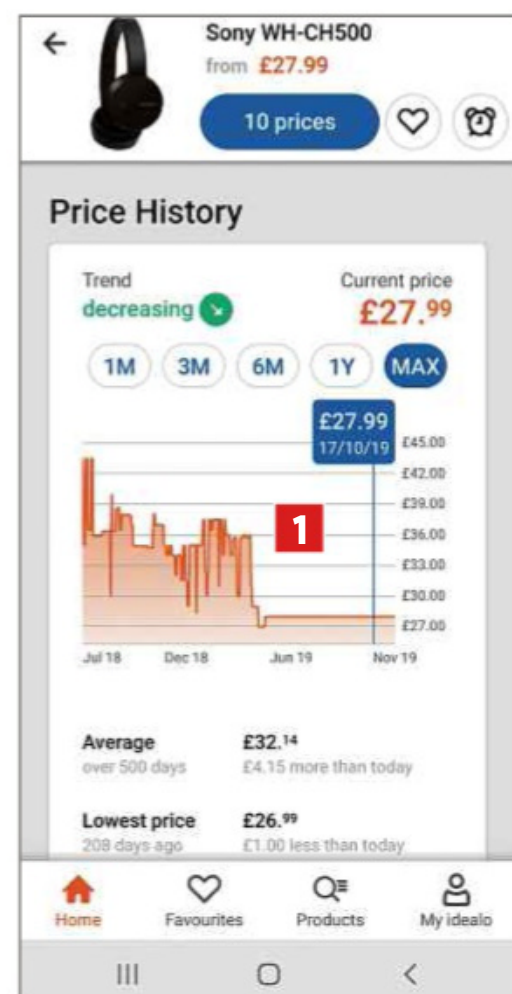 Sony WH-CH500
from £27.99
10 prices
Price History
Trend
Current price
decreasing
£27.99
1M 3M 6M 1Y MAX
£27.99
17/10/19
£45.00
£42.00
£39.00
1
£36.00
£33.00
£30.00
£27.00
Jul 18 Dec 18 Jun 19 Nov 19
Average £32.14
over 500 days £4.15 more than today
Lowest price £26.99
208 days ago £1.00 less than today
Home Favourites Products My idealo